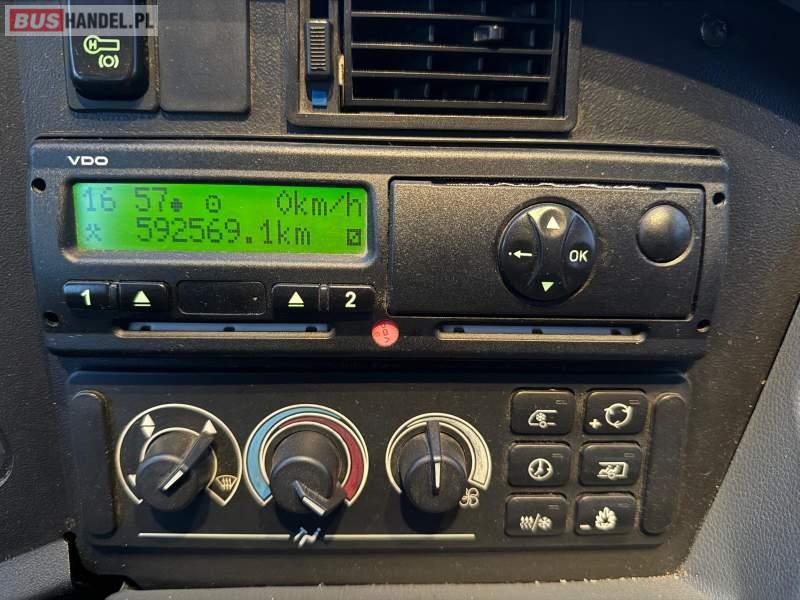 BUSHANDEL.PL
H
VDO
16 57 0km/h
592569.1km
OK
1 2